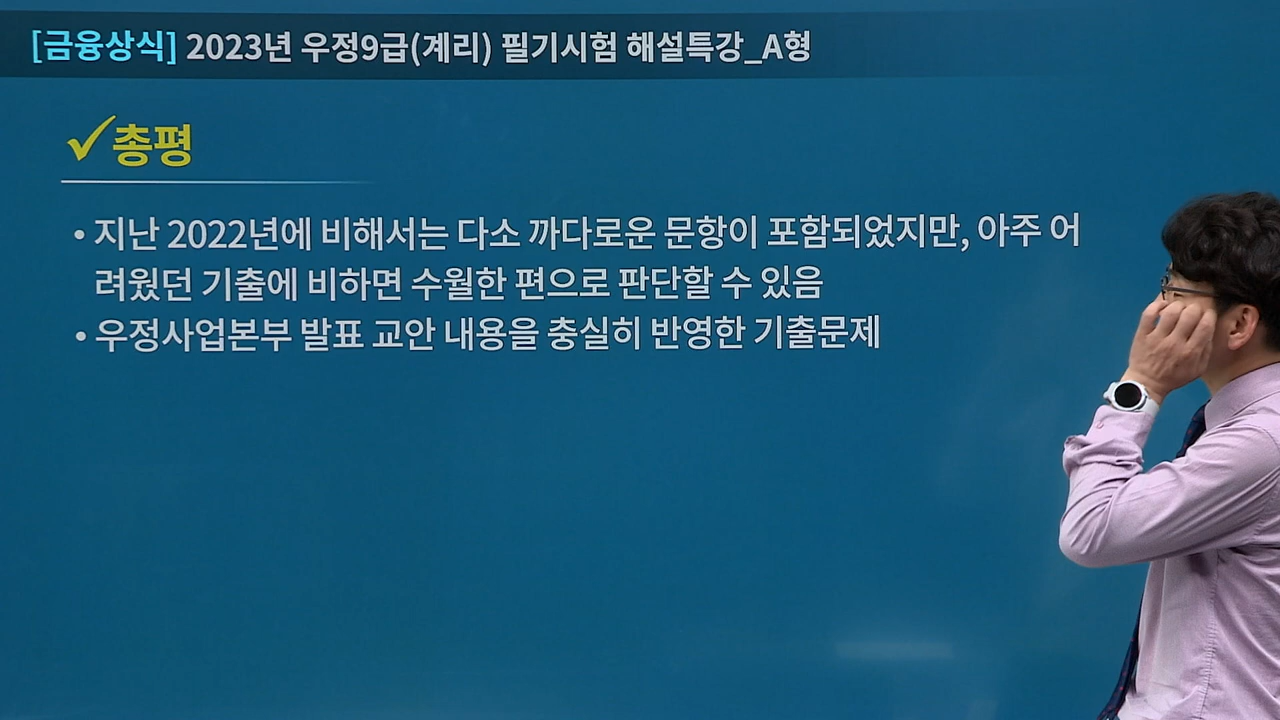 [금융상식] 2023년 우정9급(계리) 필기시험 해설특강_A형
✓총평
• 지난 2022년에 비해서는 다소 까다로운 문항이 포함되었지만, 아주 어
려웠던 기출에 비하면 수월한 편으로 판단할 수 있음
• 우정사업본부 발표 교안 내용을 충실히 반영한 기출문제